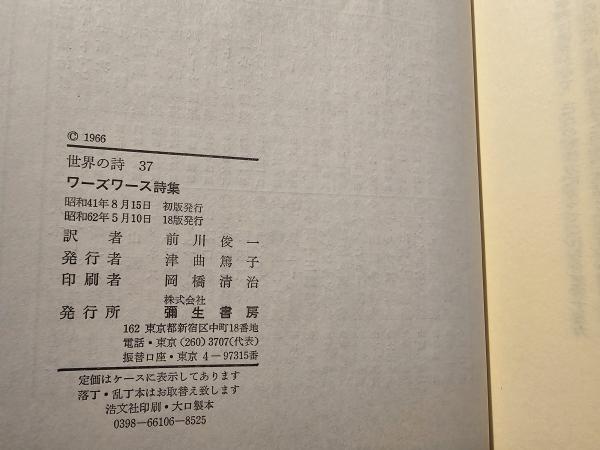 © 1966
世界の詩 37
ワーズワース詩集
昭和41年8月15日 初版発行
昭和62年5月10日 18版発行
訳者 前川俊一
発行者 津曲篤子
印刷者 岡橋清治
発行所 株式会社 彌生書房
162 東京都新宿区中町18番地
電話・東京(260)3707(代表)
振替口座・東京 4-97315番
定価はケースに表示してあります
落丁・乱丁本はお取替え致します
浩文社印刷・大口製本
0398-66106-8525